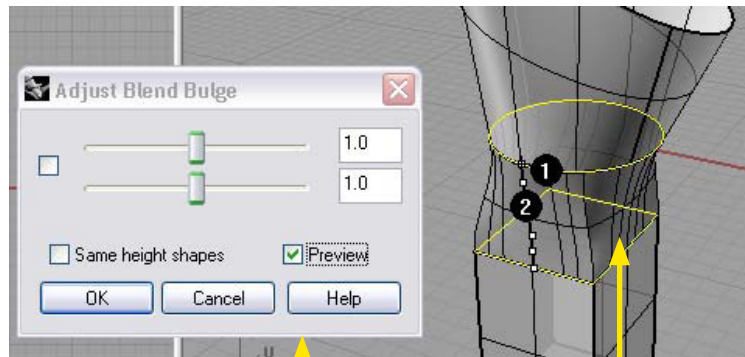 Adjust Blend Bulge
1.0
1.0
Same height shapes
Preview
OK Cancel Help
1
2